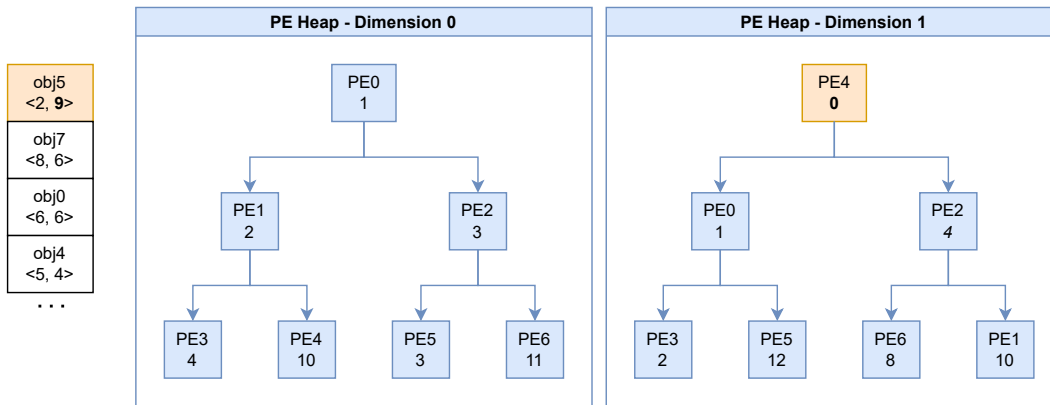 PE Heap - Dimension 0
PE Heap - Dimension 1
obj5
<2, 9>
obj7
<8, 6>
obj0
<6, 6>
obj4
<5, 4>
. . .
PE0
1
PE1
2
PE2
3
PE3
4
PE4
10
PE5
3
PE6
11
PE4
0
PE0
1
PE2
4
PE3
2
PE5
12
PE6
8
PE1
10